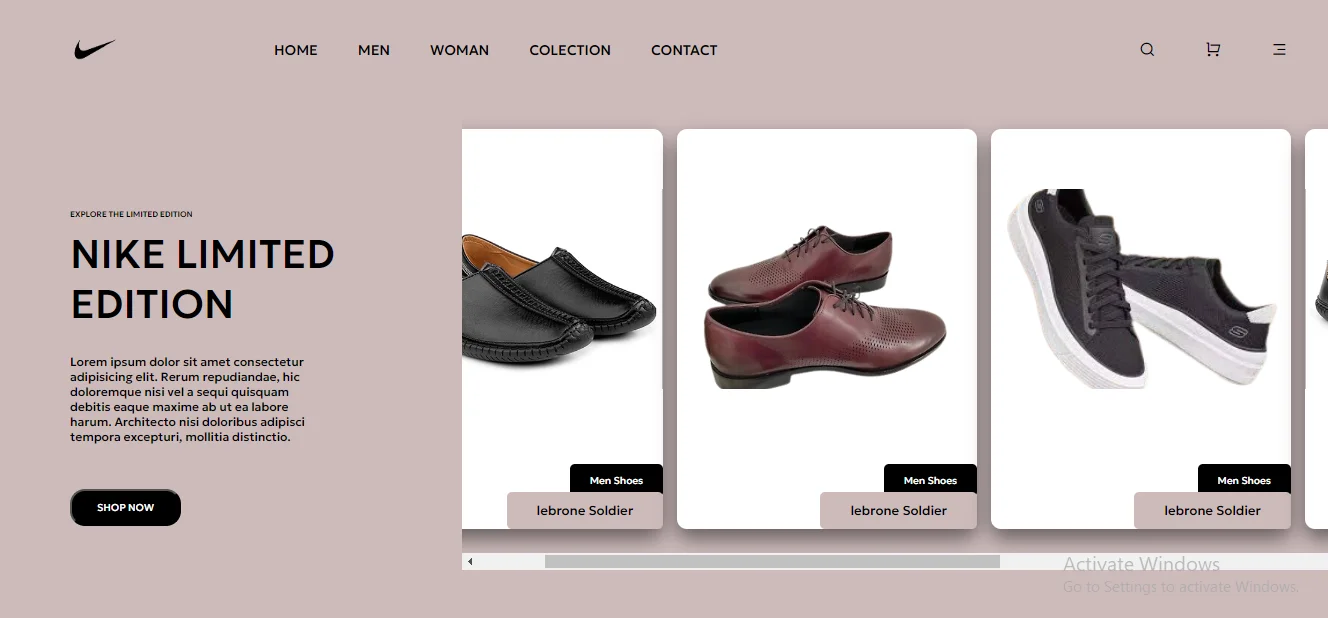 HOME MEN WOMAN COLECTION CONTACT
EXPLORE THE LIMITED EDITION
NIKE LIMITED
EDITION
Lorem ipsum dolor sit amet consectetur
adipisicing elit. Rerum repudiandae, hic
doloremque nisi vel a sequi quisquam
debitis eaque maxime ab ut ea labore
harum. Architecto nisi doloribus adipisci
tempora excepturi, mollitia distinctio.
SHOP NOW
Men Shoes
lebrone Soldier
Men Shoes
lebrone Soldier
Men Shoes
lebrone Soldier
Activate Windows
Go to Settings to activate Windows.